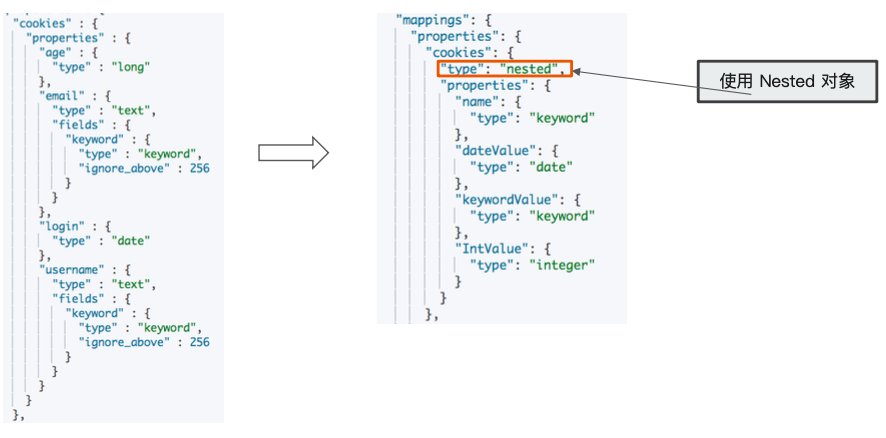 "cookies" : {
"properties" : {
"age" : {
"type" : "long"
},
"email" : {
"type" : "text",
"fields" : {
"keyword" : {
"type" : "keyword",
"ignore_above" : 256
}
}
},
"login" : {
"type" : "date"
},
"username" : {
"type" : "text",
"fields" : {
"keyword" : {
"type" : "keyword",
"ignore_above" : 256
}
}
}
}
},
"mappings": {
"properties": {
"cookies": {
"type": "nested",
"properties": {
"name": {
"type": "keyword"
},
"dateValue": {
"type": "date"
},
"keywordValue": {
"type": "keyword"
},
"IntValue": {
"type": "integer"
}
}
},
使用 Nested 对象